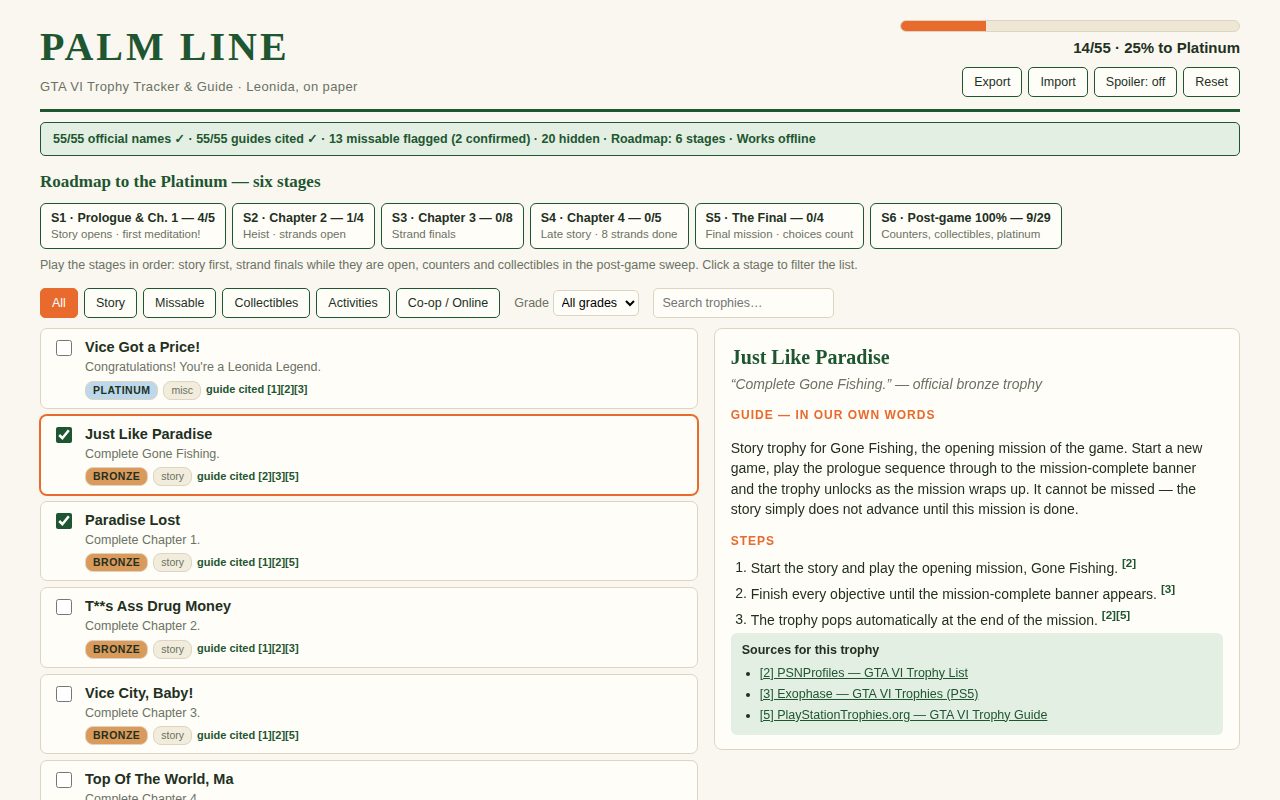 PALM LINE
GTA VI Trophy Tracker & Guide · Leonida, on paper
14/55 · 25% to Platinum
Export
Import
Spoiler: off
Reset
55/55 official names ✓ · 55/55 guides cited ✓ · 13 missable flagged (2 confirmed) · 20 hidden · Roadmap: 6 stages · Works offline
Roadmap to the Platinum — six stages
S1 · Prologue & Ch. 1 — 4/5
Story opens · first meditation!
S2 · Chapter 2 — 1/4
Heist · strands open
S3 · Chapter 3 — 0/8
Strand finals
S4 · Chapter 4 — 0/5
Late story · 8 strands done
S5 · The Final — 0/4
Final mission · choices count
S6 · Post-game 100% — 9/29
Counters, collectibles, platinum
Play the stages in order: story first, strand finals while they are open, counters and collectibles in the post-game sweep. Click a stage to filter the list.
All
Story
Missable
Collectibles
Activities
Co-op / Online
Grade
All grades
Search trophies…
Vice Got a Price!
Congratulations! You're a Leonida Legend.
PLATINUM misc guide cited [1][2][3]
Just Like Paradise
Complete Gone Fishing.
BRONZE story guide cited [2][3][5]
Paradise Lost
Complete Chapter 1.
BRONZE story guide cited [1][2][5]
T**s Ass Drug Money
Complete Chapter 2.
BRONZE story guide cited [1][2][3]
Vice City, Baby!
Complete Chapter 3.
BRONZE story guide cited [1][2][5]
Top Of The World, Ma
Complete Chapter 4.
Just Like Paradise
“Complete Gone Fishing.” — official bronze trophy
GUIDE — IN OUR OWN WORDS
Story trophy for Gone Fishing, the opening mission of the game. Start a new
game, play the prologue sequence through to the mission-complete banner
and the trophy unlocks as the mission wraps up. It cannot be missed — the
story simply does not advance until this mission is done.
STEPS
1. Start the story and play the opening mission, Gone Fishing. [2]
2. Finish every objective until the mission-complete banner appears. [3]
3. The trophy pops automatically at the end of the mission. [2][5]
Sources for this trophy
• [2] PSNProfiles — GTA VI Trophy List
• [3] Exophase — GTA VI Trophies (PS5)
• [5] PlayStationTrophies.org — GTA VI Trophy Guide